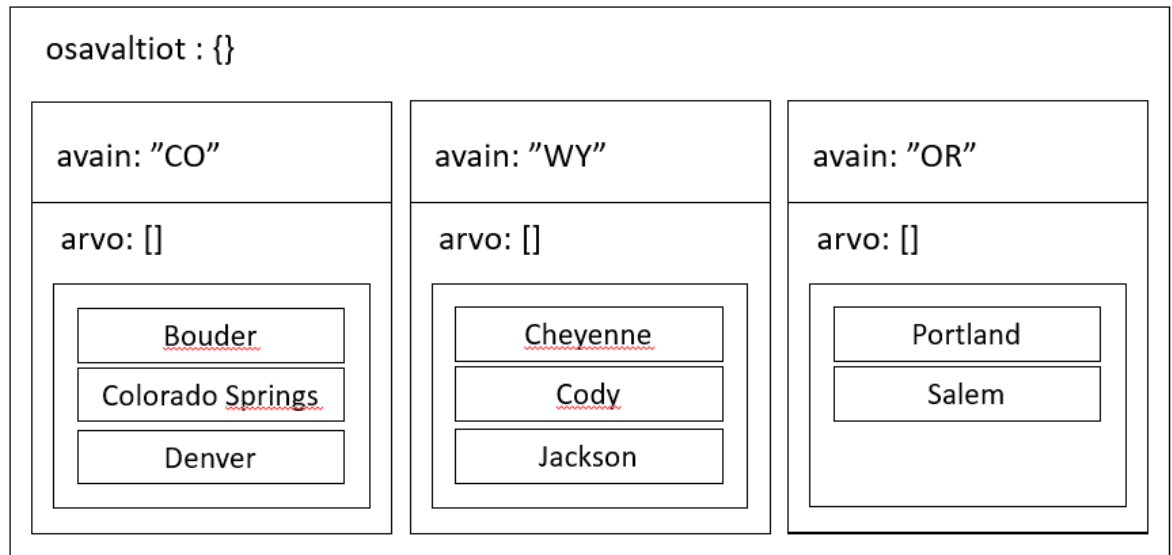 osavaltiot : {}
avain: ”CO”
arvo: []
Bouder
Colorado Springs
Denver
avain: ”WY”
arvo: []
Cheyenne
Cody
Jackson
avain: ”OR”
arvo: []
Portland
Salem